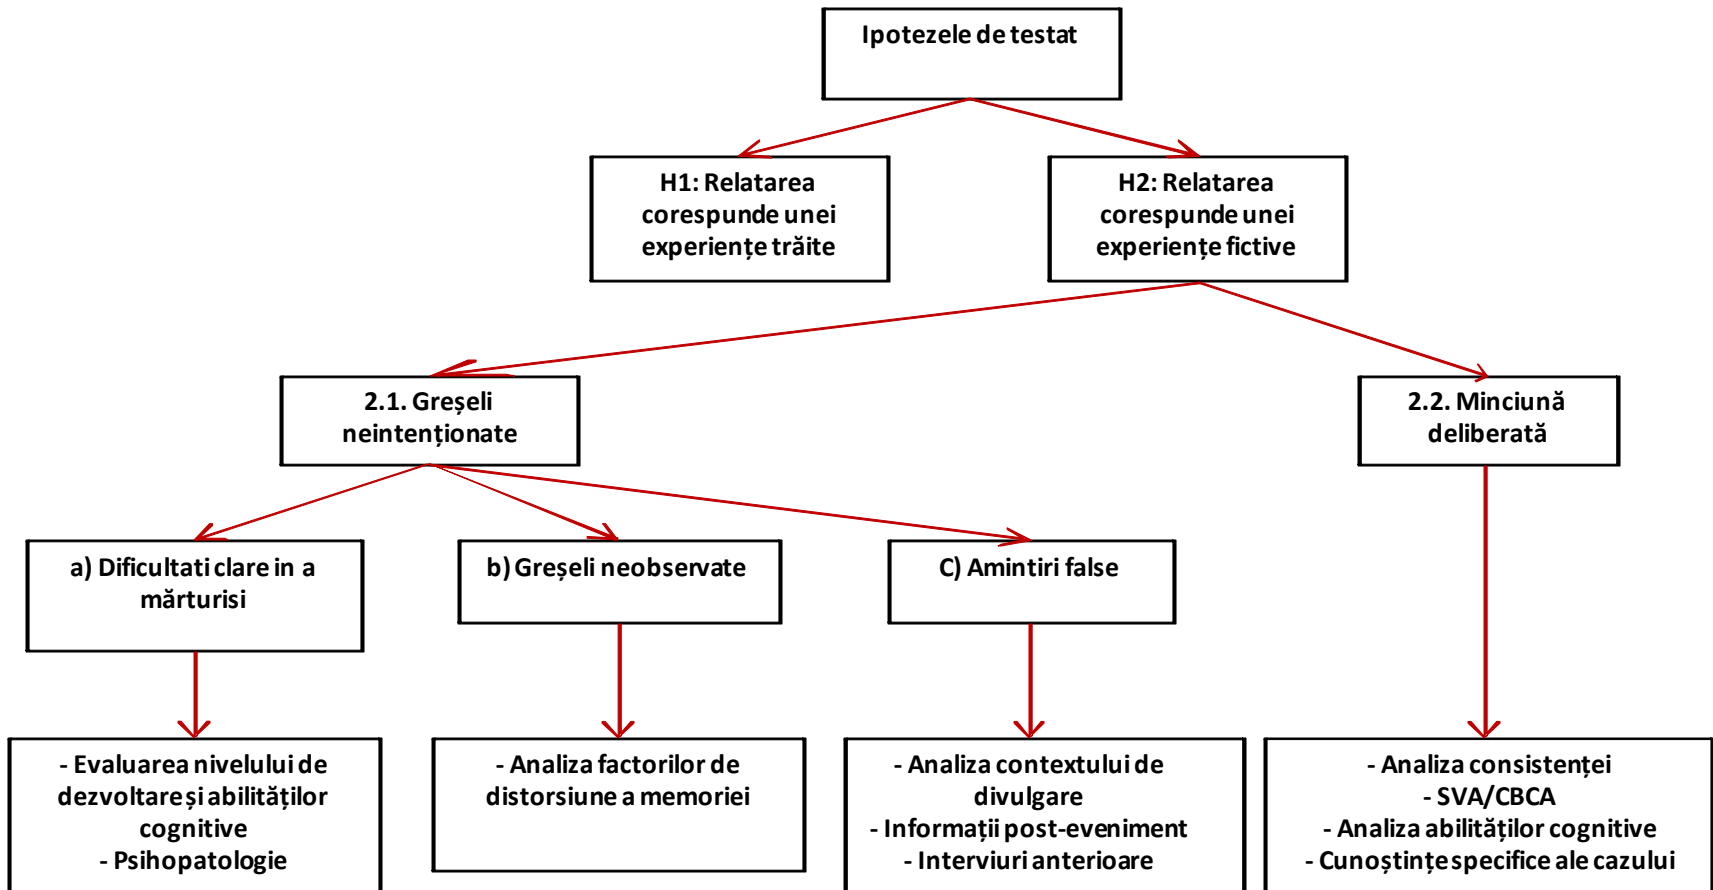 Ipotezele de testat
H1: Relatarea
corespunde unei
experiențe trăite
H2: Relatarea
corespunde unei
experiențe fictive
2.1. Greșeli
neintenționate
2.2. Minciună
deliberată
a) Dificultati clare in a
mărturisi
b) Greșeli neobservate
C) Amintiri false
- Evaluarea nivelului de
dezvoltare și abilităților
cognitive
- Psihopatologie
- Analiza factorilor de
distorsiune a memoriei
- Analiza contextului de
divulgare
- Informații post-eveniment
- Interviuri anterioare
- Analiza consistenței
- SVA/CBCA
- Analiza abilităților cognitive
- Cunoștințe specifice ale cazului